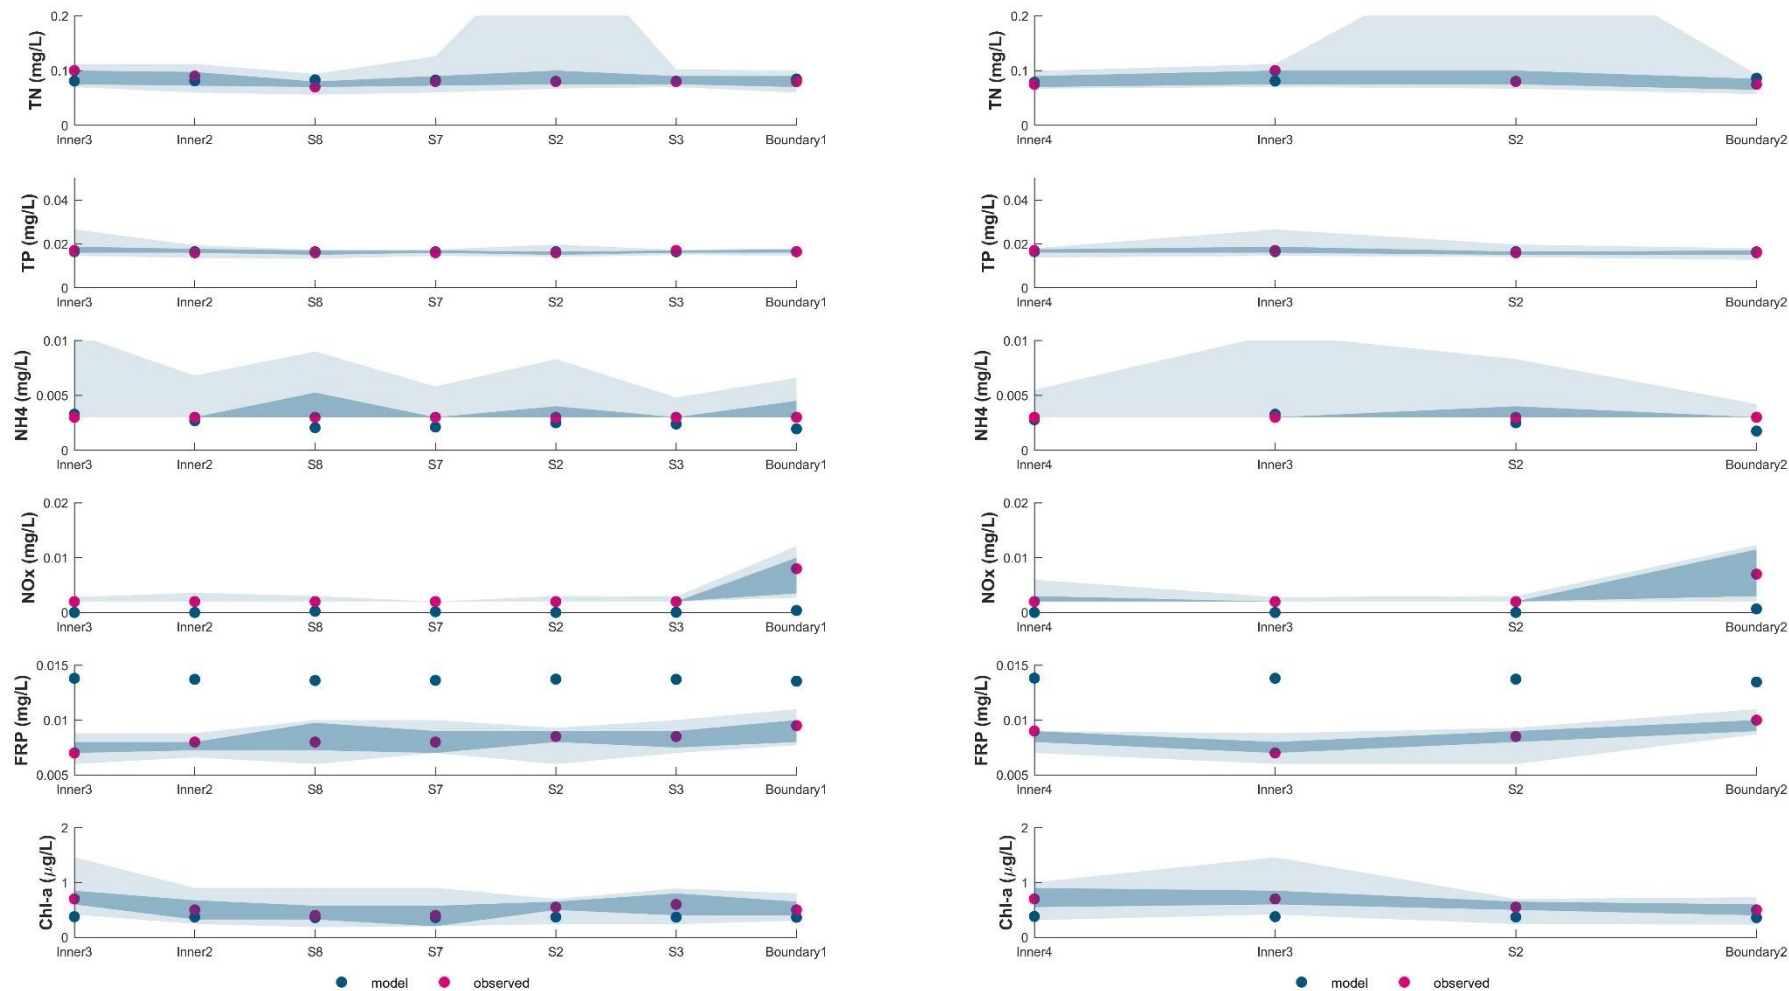 TN (mg/L)
0.2
0.1
0
Inner3 Inner2 S8 S7 S2 S3 Boundary1
TP (mg/L)
0.04
0.02
0
Inner3 Inner2 S8 S7 S2 S3 Boundary1
NH4 (mg/L)
0.01
0.005
0
Inner3 Inner2 S8 S7 S2 S3 Boundary1
NOx (mg/L)
0.02
0.01
0
Inner3 Inner2 S8 S7 S2 S3 Boundary1
FRP (mg/L)
0.015
0.01
0.005
Inner3 Inner2 S8 S7 S2 S3 Boundary1
Chl-a (μg/L)
2
1
0
Inner3 Inner2 S8 S7 S2 S3 Boundary1
model observed
TN (mg/L)
0.2
0.1
0
Inner4 Inner3 S2 Boundary2
TP (mg/L)
0.04
0.02
0
Inner4 Inner3 S2 Boundary2
NH4 (mg/L)
0.01
0.005
0
Inner4 Inner3 S2 Boundary2
NOx (mg/L)
0.02
0.01
0
Inner4 Inner3 S2 Boundary2
FRP (mg/L)
0.015
0.01
0.005
Inner4 Inner3 S2 Boundary2
Chl-a (μg/L)
2
1
0
Inner4 Inner3 S2 Boundary2
model observed